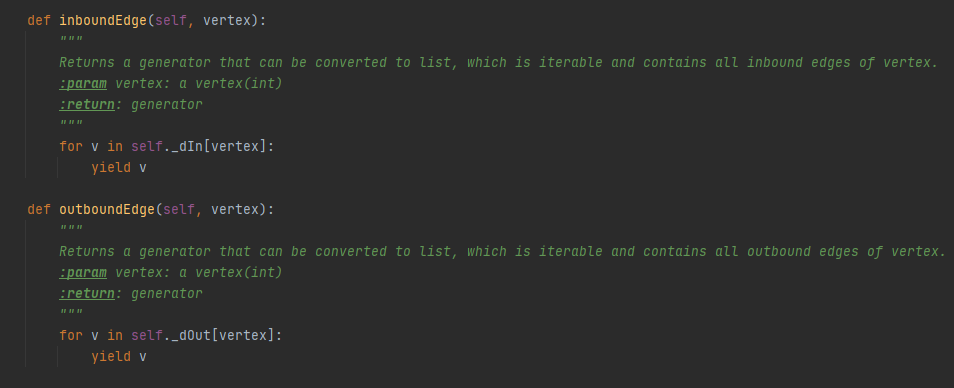 def inboundEdge(self, vertex):
    """
    Returns a generator that can be converted to list, which is iterable and contains all inbound edges of vertex.
    :param vertex: a vertex(int)
    :return: generator
    """
    for v in self._dIn[vertex]:
        yield v
def outboundEdge(self, vertex):
    """
    Returns a generator that can be converted to list, which is iterable and contains all outbound edges of vertex.
    :param vertex: a vertex(int)
    :return: generator
    """
    for v in self._dOut[vertex]:
        yield v